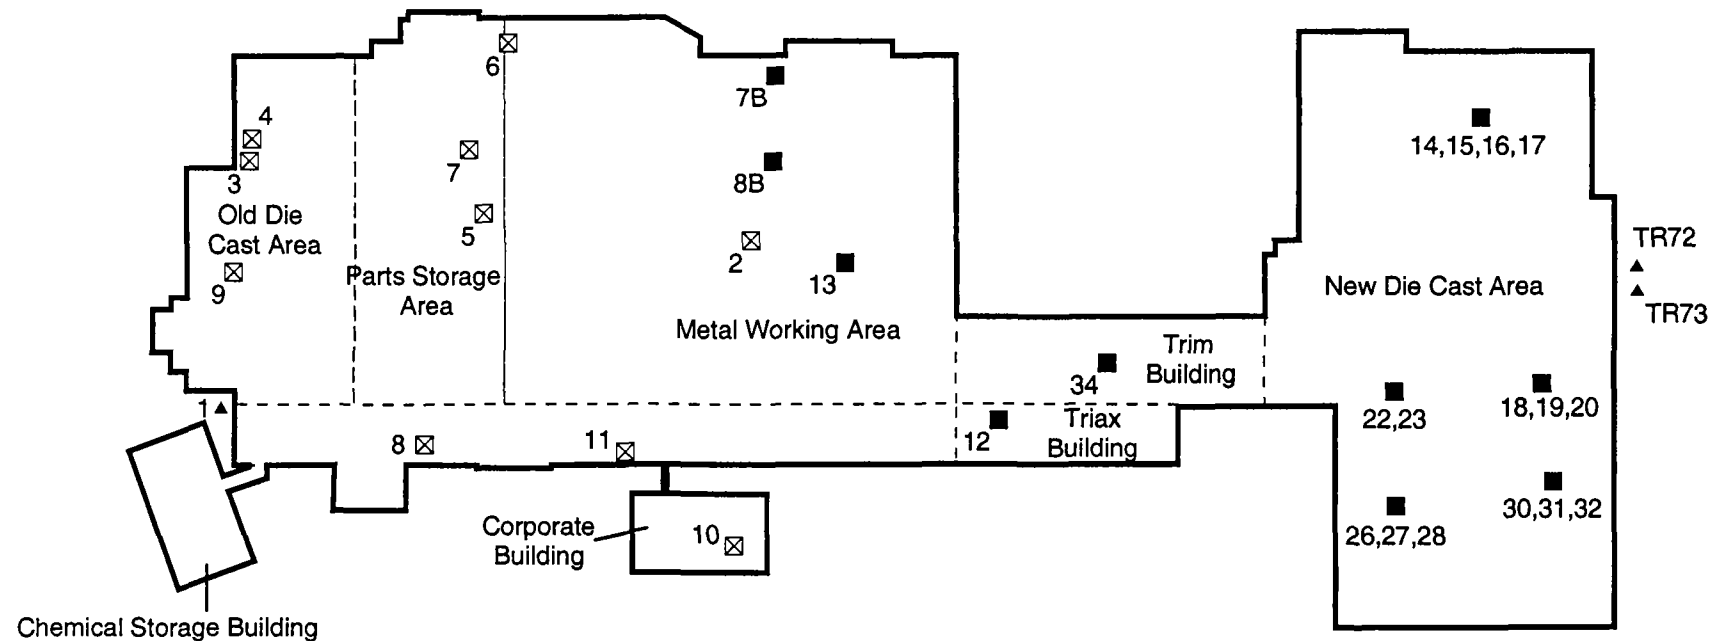 6
7B
4
14,15,16,17
3
7
8B
Old Die
Cast Area
5
2
TR72
9
Parts Storage
Area
13
New Die Cast Area
TR73
Metal Working Area
Trim
Building
34
1
22,23
18,19,20
8
11
12
Triax
Building
30,31,32
Corporate
Building
10
26,27,28
Chemical Storage Building